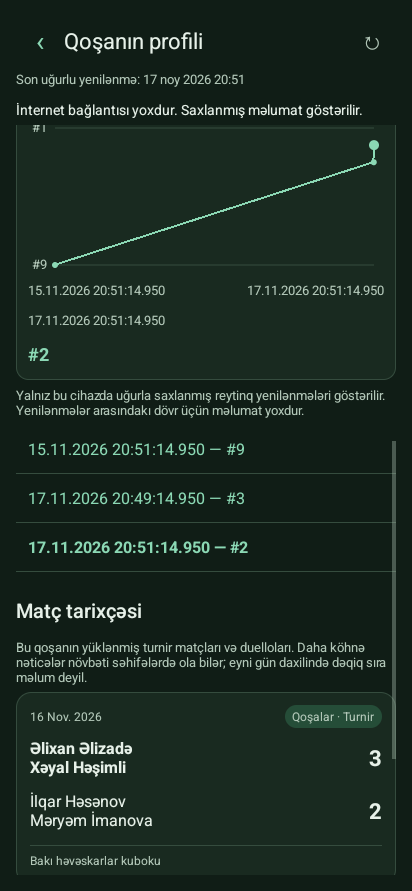 Qoşanın profili
Son uğurlu yenilənmə: 17 noy 2026 20:51
İnternet bağlantısı yoxdur. Saxlanmış məlumat göstərilir.
#1
#9
15.11.2026 20:51:14.950 17.11.2026 20:51:14.950
17.11.2026 20:51:14.950
#2
Yalnız bu cihazda uğurla saxlanmış reytinq yenilənmələri göstərilir.
Yenilənmələr arasındakı dövr üçün məlumat yoxdur.
15.11.2026 20:51:14.950 — #9
17.11.2026 20:49:14.950 — #3
17.11.2026 20:51:14.950 — #2
Matç tarixçəsi
Bu qoşanın yüklənmiş turnir matçları və duelloları. Daha köhnə
nəticələr növbəti səhifələrdə ola bilər; eyni gün daxilində dəqiq sıra
məlum deyil.
16 Nov. 2026 Qoşalar · Turnir
Əlixan Əlizadə
Xəyal Həşimli
3
İlqar Həsənov
Məryəm İmanova
2
Bakı həvəskarlar kuboku